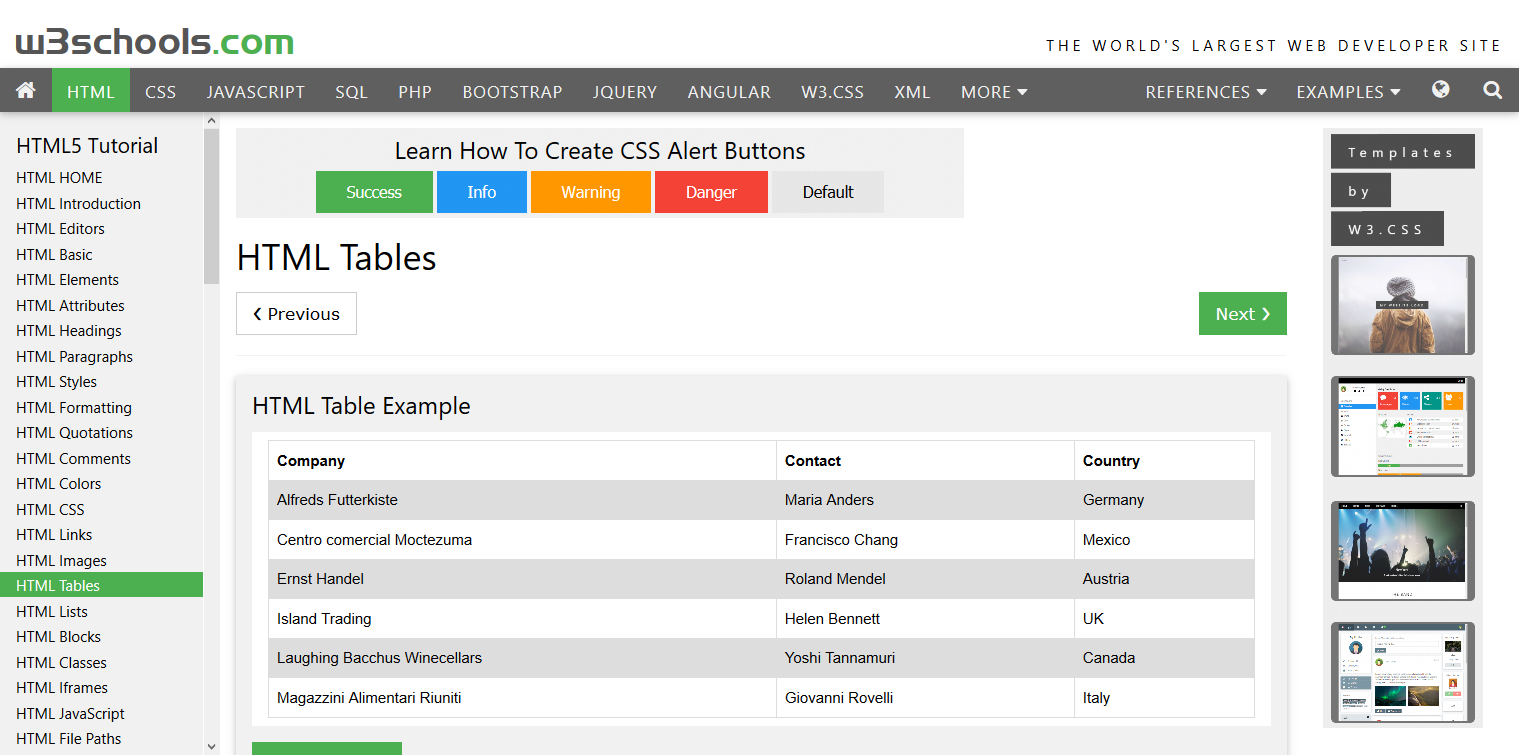 w3schools.com
THE WORLD'S LARGEST WEB DEVELOPER SITE
HTML CSS JAVASCRIPT SQL PHP BOOTSTRAP JQUERY ANGULAR W3.CSS XML MORE REFERENCES EXAMPLES
HTML5 Tutorial
HTML HOME
HTML Introduction
HTML Editors
HTML Basic
HTML Elements
HTML Attributes
HTML Headings
HTML Paragraphs
HTML Styles
HTML Formatting
HTML Quotations
HTML Comments
HTML Colors
HTML CSS
HTML Links
HTML Images
HTML Tables
HTML Lists
HTML Blocks
HTML Classes
HTML Iframes
HTML JavaScript
HTML File Paths
Learn How To Create CSS Alert Buttons
Success Info Warning Danger Default
HTML Tables
❮ Previous Next ❯
HTML Table Example
Company Contact Country
Alfreds Futterkiste Maria Anders Germany
Centro comercial Moctezuma Francisco Chang Mexico
Ernst Handel Roland Mendel Austria
Island Trading Helen Bennett UK
Laughing Bacchus Winecellars Yoshi Tannamuri Canada
Magazzini Alimentari Riuniti Giovanni Rovelli Italy
Templates
by
W3.CSS